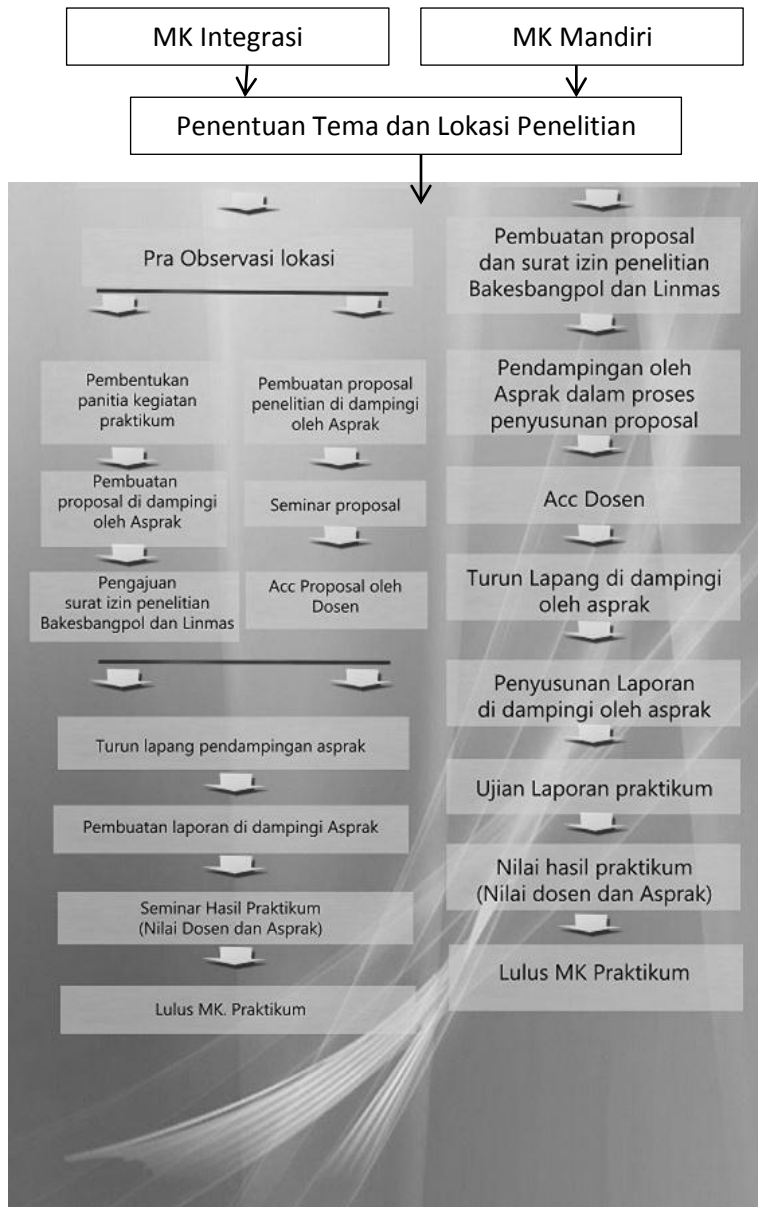 MK Integrasi
MK Mandiri
Penentuan Tema dan Lokasi Penelitian
Pra Observasi lokasi
Pembentukan
panitia kegiatan
praktikum
Pembuatan
proposal di dampingi
oleh Asprak
Pengajuan
surat izin penelitian
Bakesbangpol dan Linmas
Pembuatan proposal
penelitian di dampingi
oleh Asprak
Seminar proposal
Acc Proposal oleh
Dosen
Turun lapang pendampingan asprak
Pembuatan laporan di dampingi Asprak
Seminar Hasil Praktikum
(Nilai Dosen dan Asprak)
Lulus MK. Praktikum
Pembuatan proposal
dan surat izin penelitian
Bakesbangpol dan Linmas
Pendampingan oleh
Asprak dalam proses
penyusunan proposal
Acc Dosen
Turun Lapang di dampingi
oleh asprak
Penyusunan Laporan
di dampingi oleh asprak
Ujian Laporan praktikum
Nilai hasil praktikum
(Nilai dosen dan Asprak)
Lulus MK Praktikum